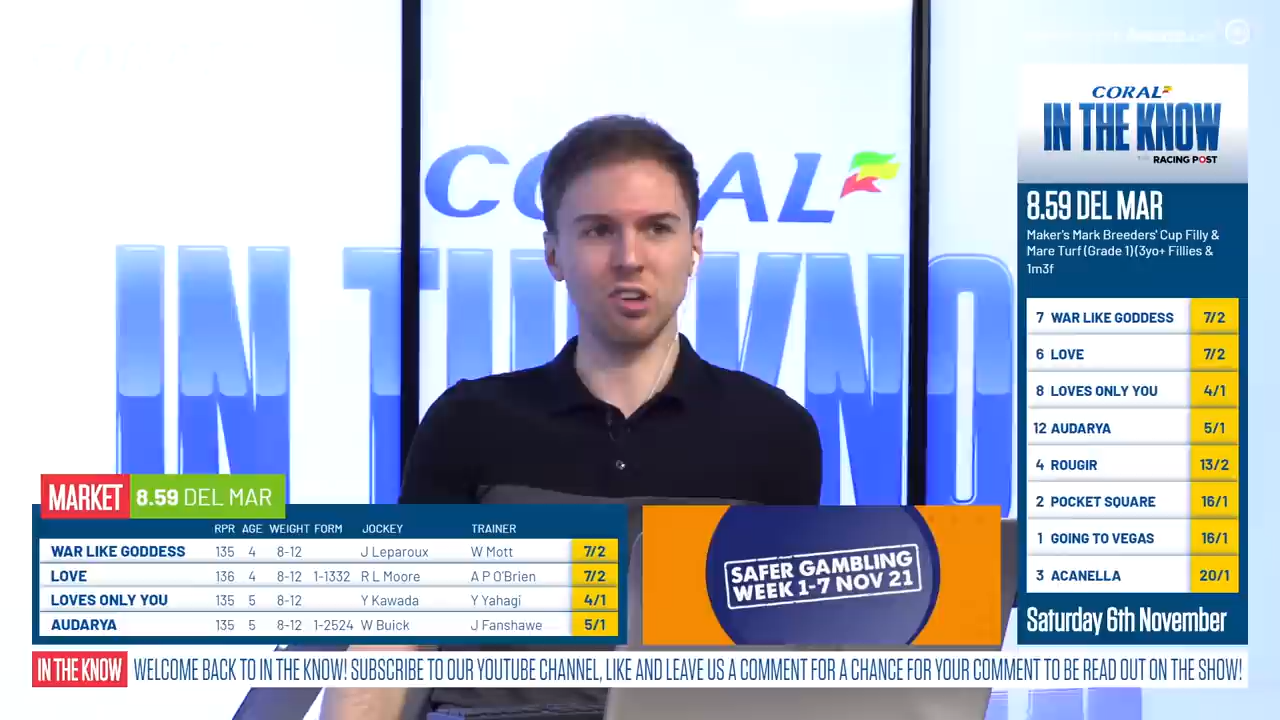 CORAL
IN THE KNOW
RACING POST
8.59 DEL MAR
Maker's Mark Breeders' Cup Filly &
Mare Turf (Grade 1) (3yo+ Fillies &
1m3f
7 WAR LIKE GODDESS 7/2
6 LOVE 7/2
8 LOVES ONLY YOU 4/1
12 AUDARYA 5/1
4 ROUGIR 13/2
2 POCKET SQUARE 16/1
1 GOING TO VEGAS 16/1
3 ACANELLA 20/1
Saturday 6th November
MARKET 8.59 DEL MAR
RPR AGE WEIGHT FORM JOCKEY TRAINER
WAR LIKE GODDESS 135 4 8-12 J Leparoux W Mott 7/2
LOVE 136 4 8-12 1-1332 R L Moore A P O'Brien 7/2
LOVES ONLY YOU 135 5 8-12 Y Kawada Y Yahagi 4/1
AUDARYA 135 5 8-12 1-2524 W Buick J Fanshawe 5/1
SAFER GAMBLING
WEEK 1-7 NOV 21
IN THE KNOW WELCOME BACK TO IN THE KNOW! SUBSCRIBE TO OUR YOUTUBE CHANNEL, LIKE AND LEAVE US A COMMENT FOR A CHANCE FOR YOUR COMMENT TO BE READ OUT ON THE SHOW!